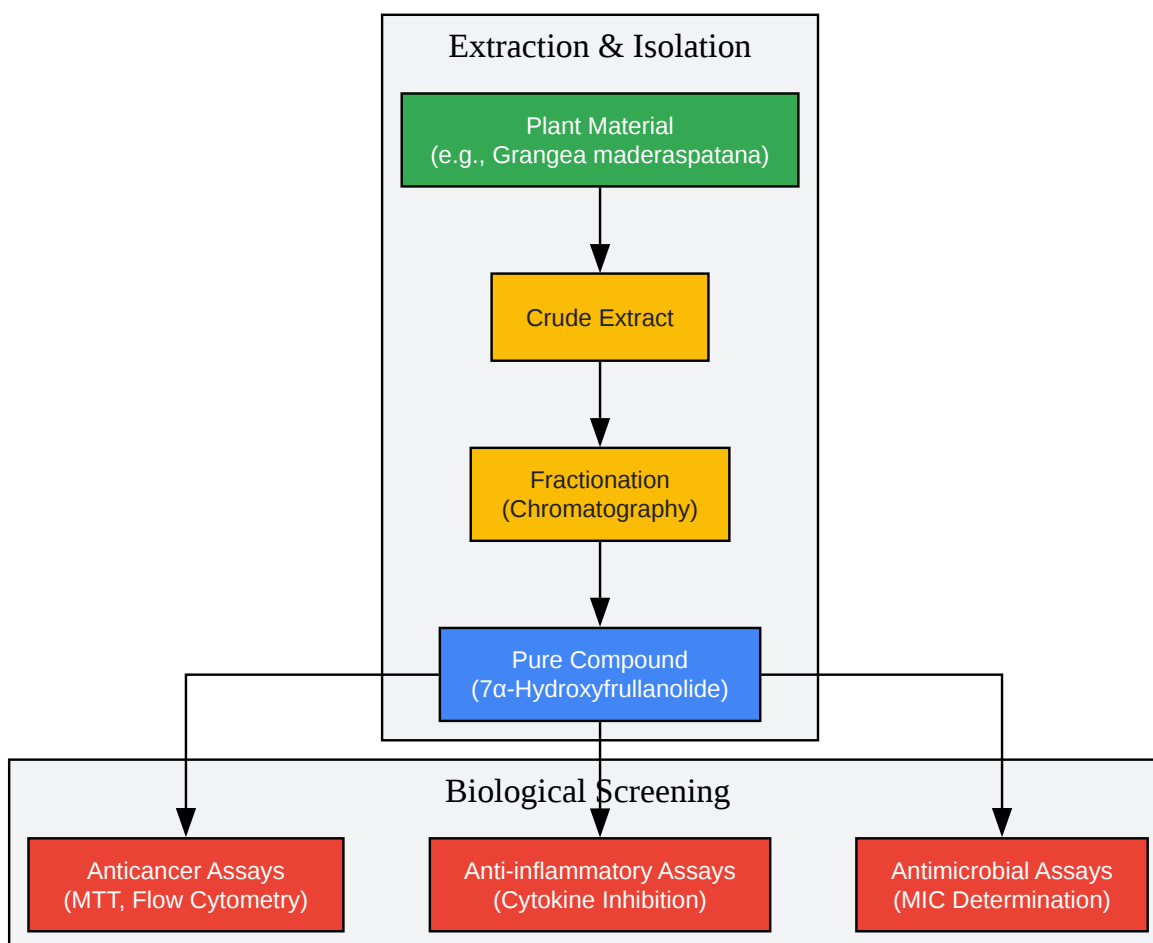 Extraction & Isolation
Plant Material
(e.g., Grangea maderaspatana)
Crude Extract
Fractionation
(Chromatography)
Pure Compound
(7α-Hydroxyfrullanolide)
Biological Screening
Anticancer Assays
(MTT, Flow Cytometry)
Anti-inflammatory Assays
(Cytokine Inhibition)
Antimicrobial Assays
(MIC Determination)